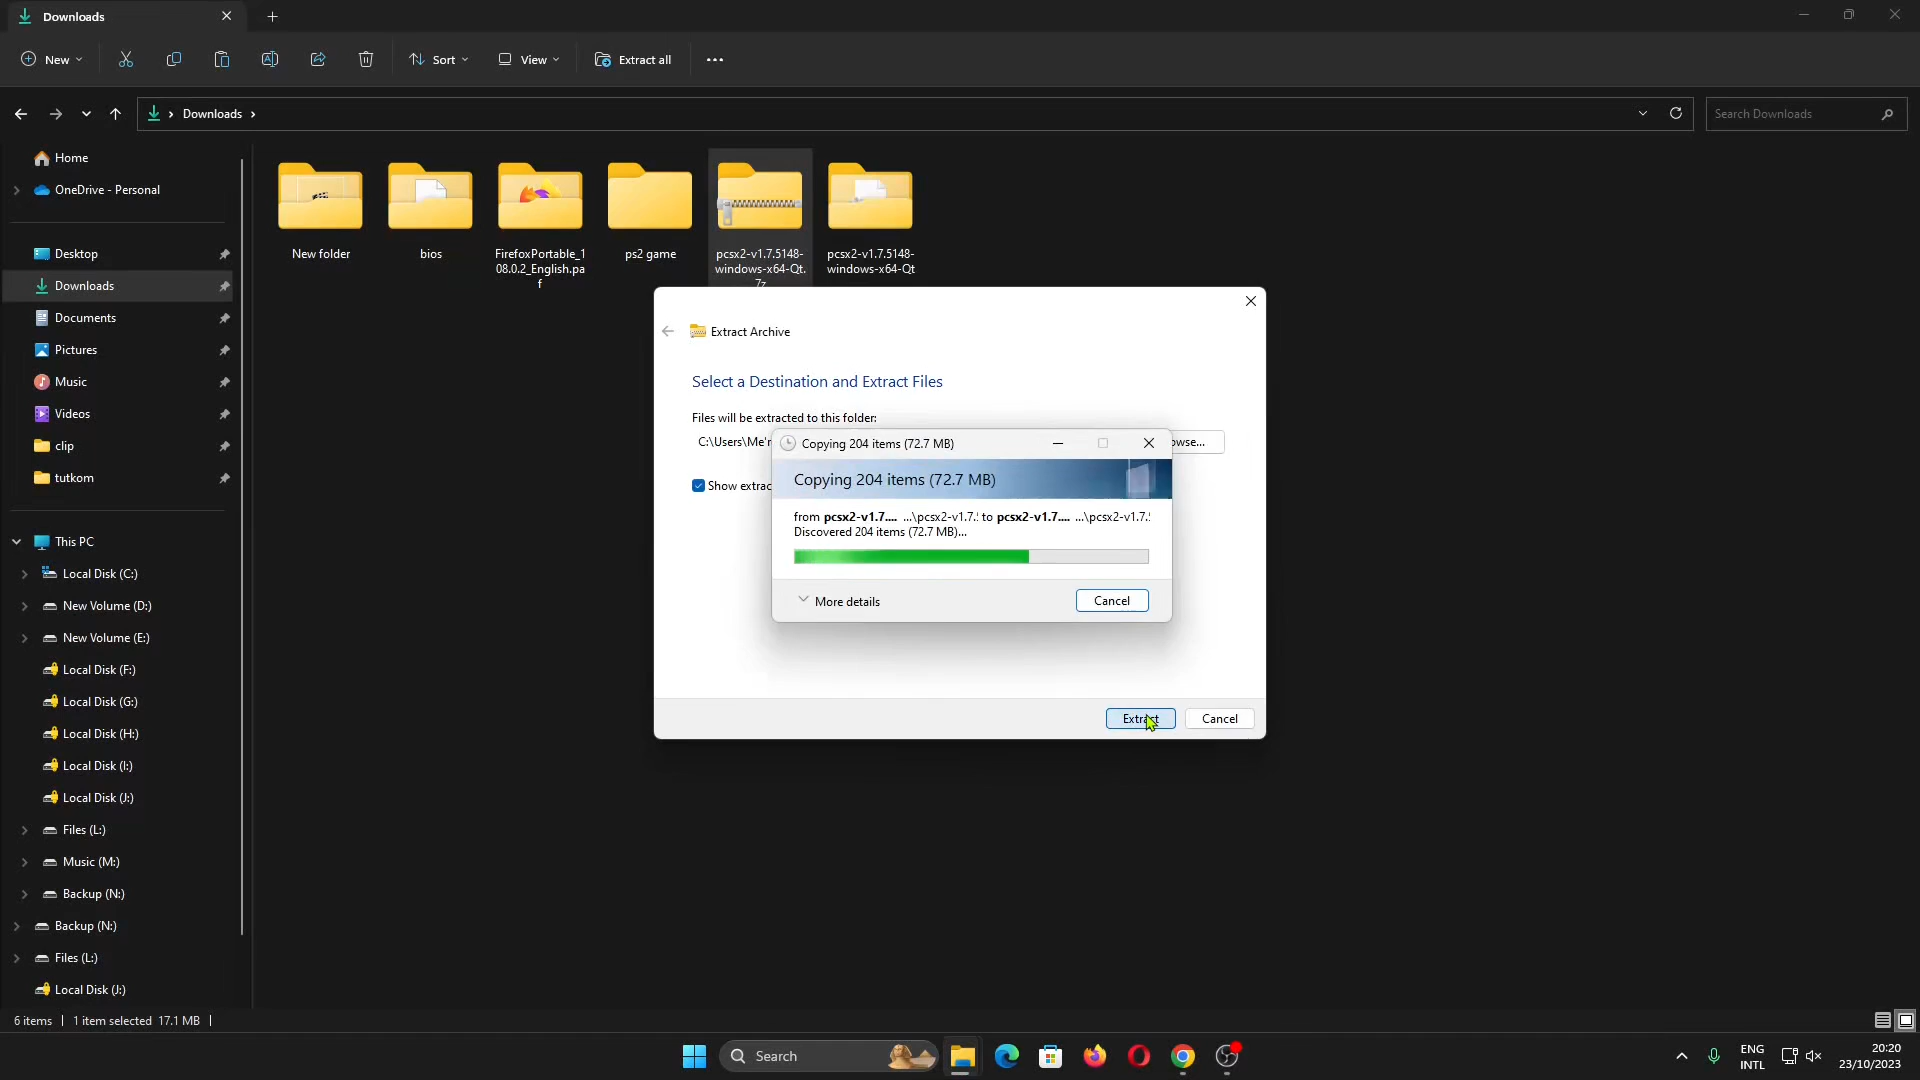 Downloads
New
Sort
View
Extract all
Downloads
Search Downloads
Home
OneDrive - Personal
Desktop
Downloads
Documents
Pictures
Music
Videos
clip
tutkom
This PC
Local Disk (C:)
New Volume (D:)
New Volume (E:)
Local Disk (F:)
Local Disk (G:)
Local Disk (H:)
Local Disk (I:)
Local Disk (J:)
Files (L:)
Music (M:)
Backup (N:)
Backup (N:)
Files (L:)
Local Disk (J:)
New folder
bios
FirefoxPortable_1
08.0.2_English.pa
f
ps2 game
pcsx2-v1.7.5148-
windows-x64-Qt.
7z
pcsx2-v1.7.5148-
windows-x64-Qt
Extract Archive
Select a Destination and Extract Files
Files will be extracted to this folder:
C:\Users\Me'r
owse...
Show extrac
Copying 204 items (72.7 MB)
Copying 204 items (72.7 MB)
from pcsx2-v1.7.... ...\pcsx2-v1.7.! to pcsx2-v1.7.... ...\pcsx2-v1.7.!
Discovered 204 items (72.7 MB)...
More details
Cancel
Extract
Cancel
6 items
1 item selected 17.1 MB
Search
ENG
INTL
20:20
23/10/2023